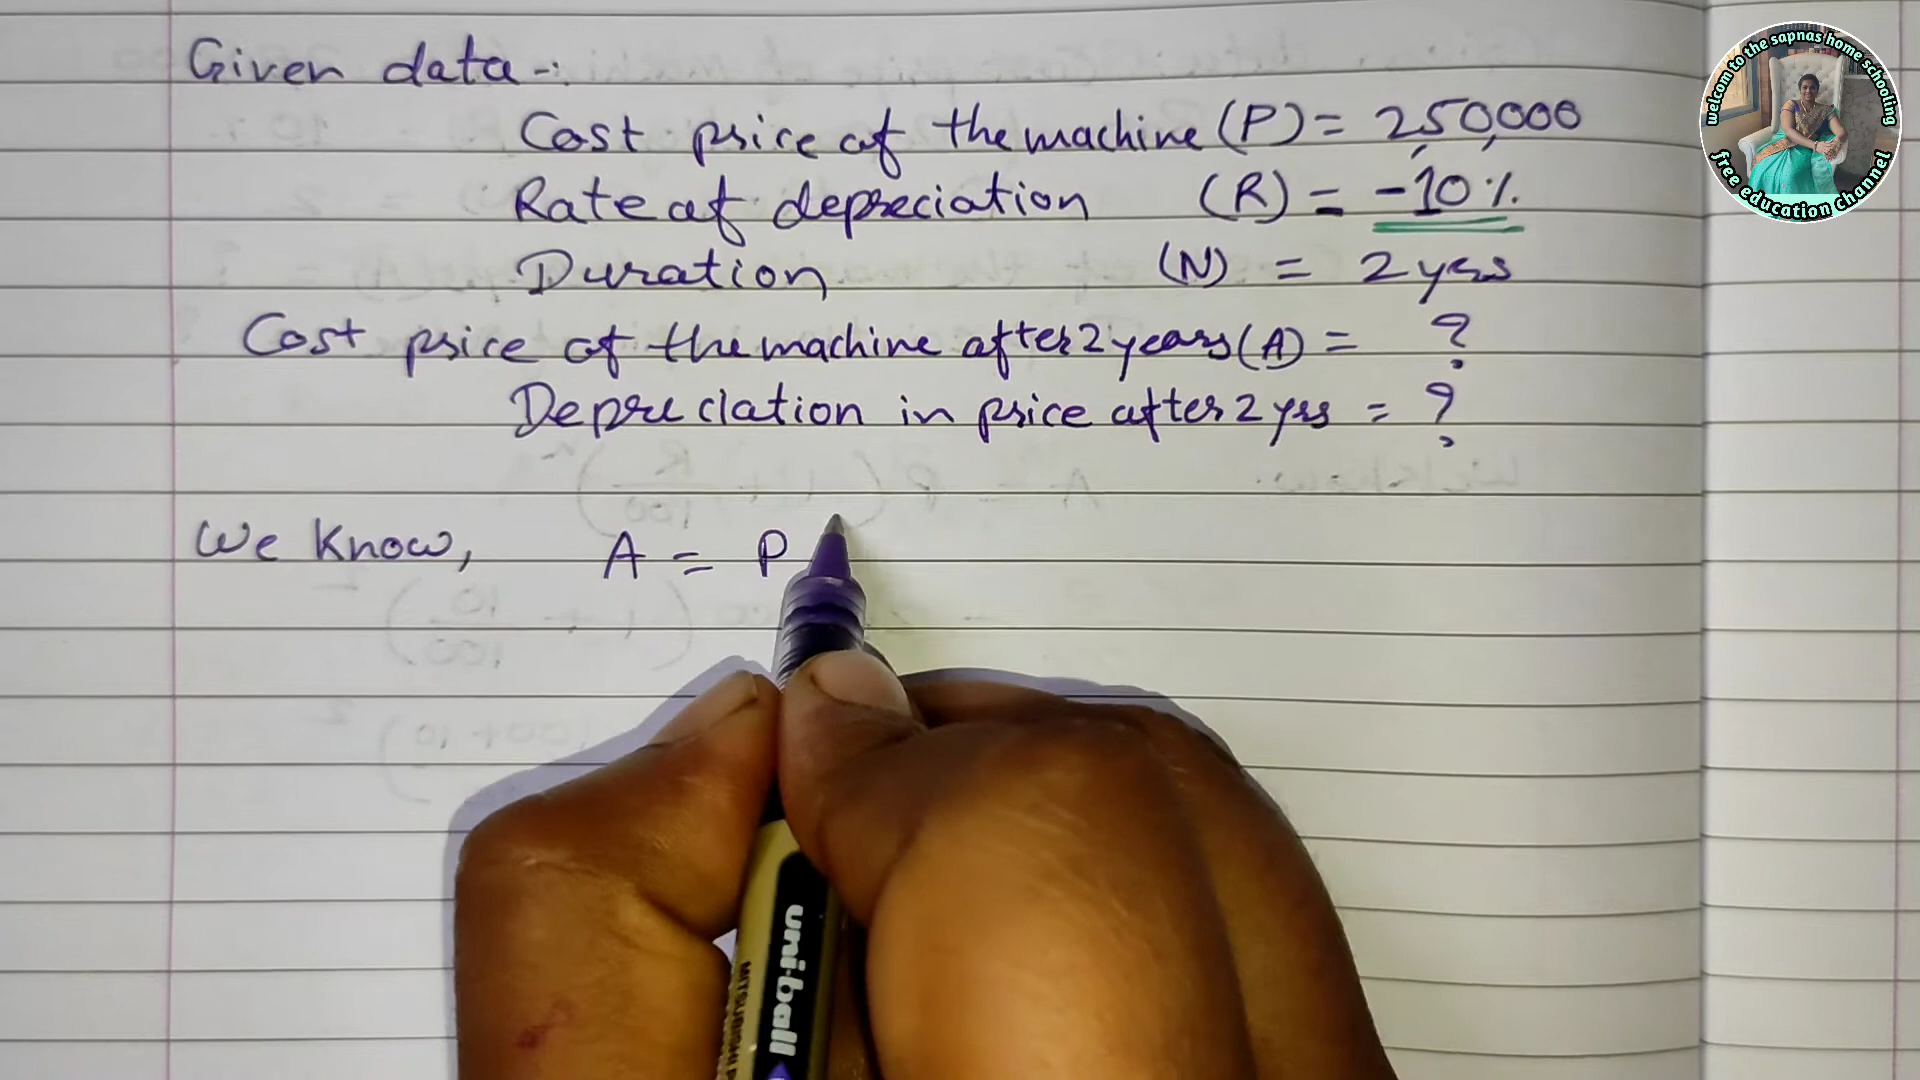 Given data -:
Cost price of the machine (P) = 2,50,000
Rate of depreciation (R) = -10%.
Duration (N) = 2 yrs
Cost price of the machine after 2 years (A) = ?
Depreciation in price after 2 yrs = ?
We know, A = P
welcom to the sapnas home schooling
free education channel
uni-ball